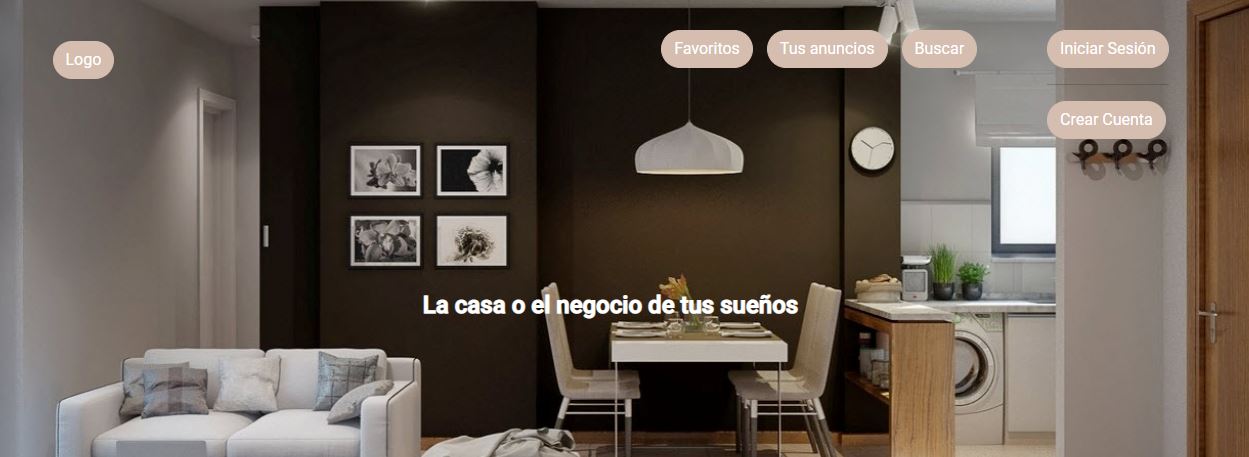 Logo
Favoritos
Tus anuncios
Buscar
Iniciar Sesión
Crear Cuenta
La casa o el negocio de tus sueños